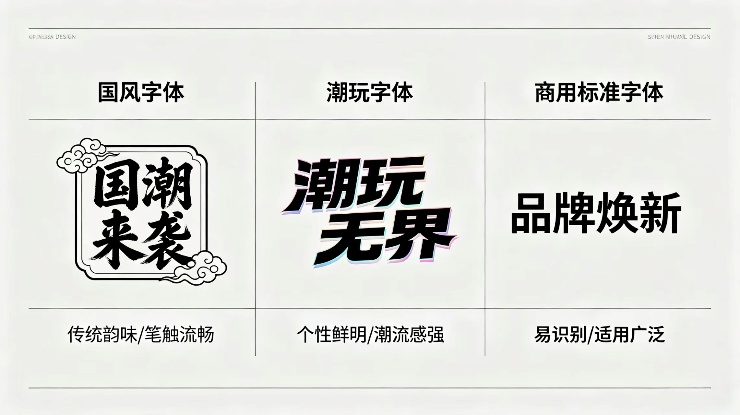 国风字体
潮玩字体
商用标准字体
国潮
来袭
潮玩
无界
品牌焕新
传统韵味/笔触流畅
个性鲜明/潮流感强
易识别/适用广泛